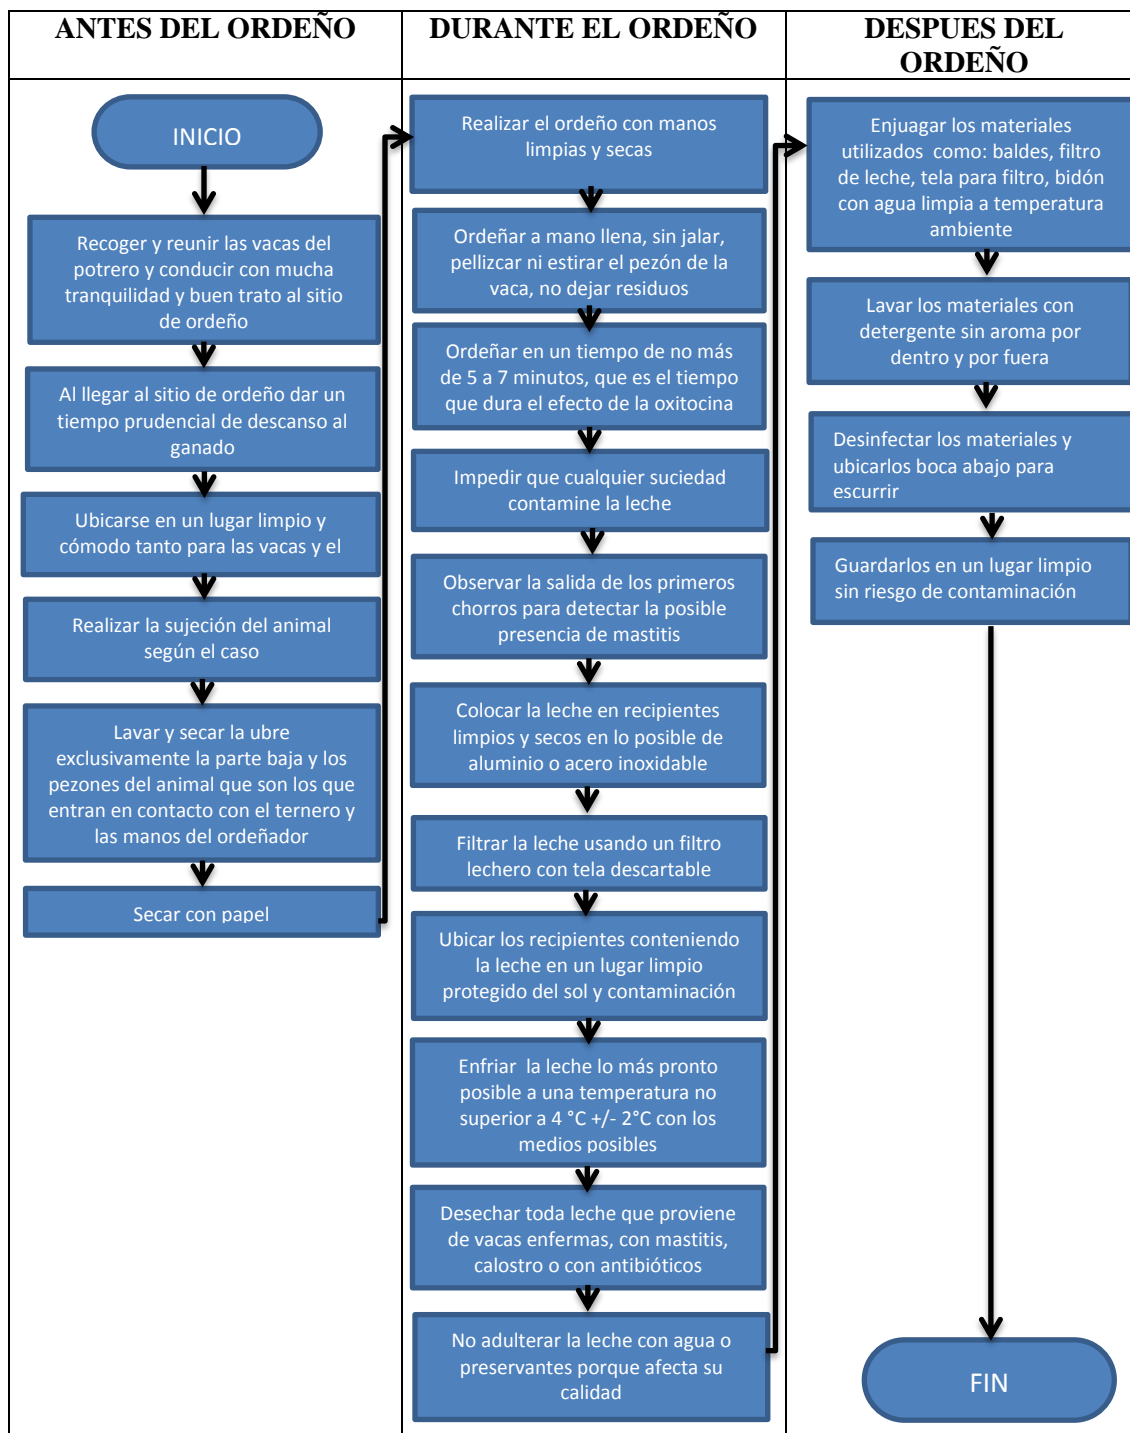 ANTES DEL ORDEÑO
DURANTE EL ORDEÑO
DESPUES DEL
ORDEÑO
INICIO
Recoger y reunir las vacas del
potrero y conducir con mucha
tranquilidad y buen trato al sitio
de ordeño
Al llegar al sitio de ordeño dar un
tiempo prudencial de descanso al
ganado
Ubicarse en un lugar limpio y
cómodo tanto para las vacas y el
Realizar la sujeción del animal
según el caso
Lavar y secar la ubre
exclusivamente la parte baja y los
pezones del animal que son los que
entran en contacto con el ternero y
las manos del ordeñador
Secar con papel
Realizar el ordeño con manos
limpias y secas
Ordeñar a mano llena, sin jalar,
pellizcar ni estirar el pezón de la
vaca, no dejar residuos
Ordeñar en un tiempo de no más
de 5 a 7 minutos, que es el tiempo
que dura el efecto de la oxitocina
Impedir que cualquier suciedad
contamine la leche
Observar la salida de los primeros
chorros para detectar la posible
presencia de mastitis
Colocar la leche en recipientes
limpios y secos en lo posible de
aluminio o acero inoxidable
Filtrar la leche usando un filtro
lechero con tela descartable
Ubicar los recipientes conteniendo
la leche en un lugar limpio
protegido del sol y contaminación
Enfriar  la leche lo más pronto
posible a una temperatura no
superior a 4 °C +/- 2°C con los
medios posibles
Desechar toda leche que proviene
de vacas enfermas, con mastitis,
calostro o con antibióticos
No adulterar la leche con agua o
preservantes porque afecta su
calidad
Enjuagar los materiales
utilizados  como: baldes, filtro
de leche, tela para filtro, bidón
con agua limpia a temperatura
ambiente
Lavar los materiales con
detergente sin aroma por
dentro y por fuera
Desinfectar los materiales y
ubicarlos boca abajo para
escurrir
Guardarlos en un lugar limpio
sin riesgo de contaminación
FIN